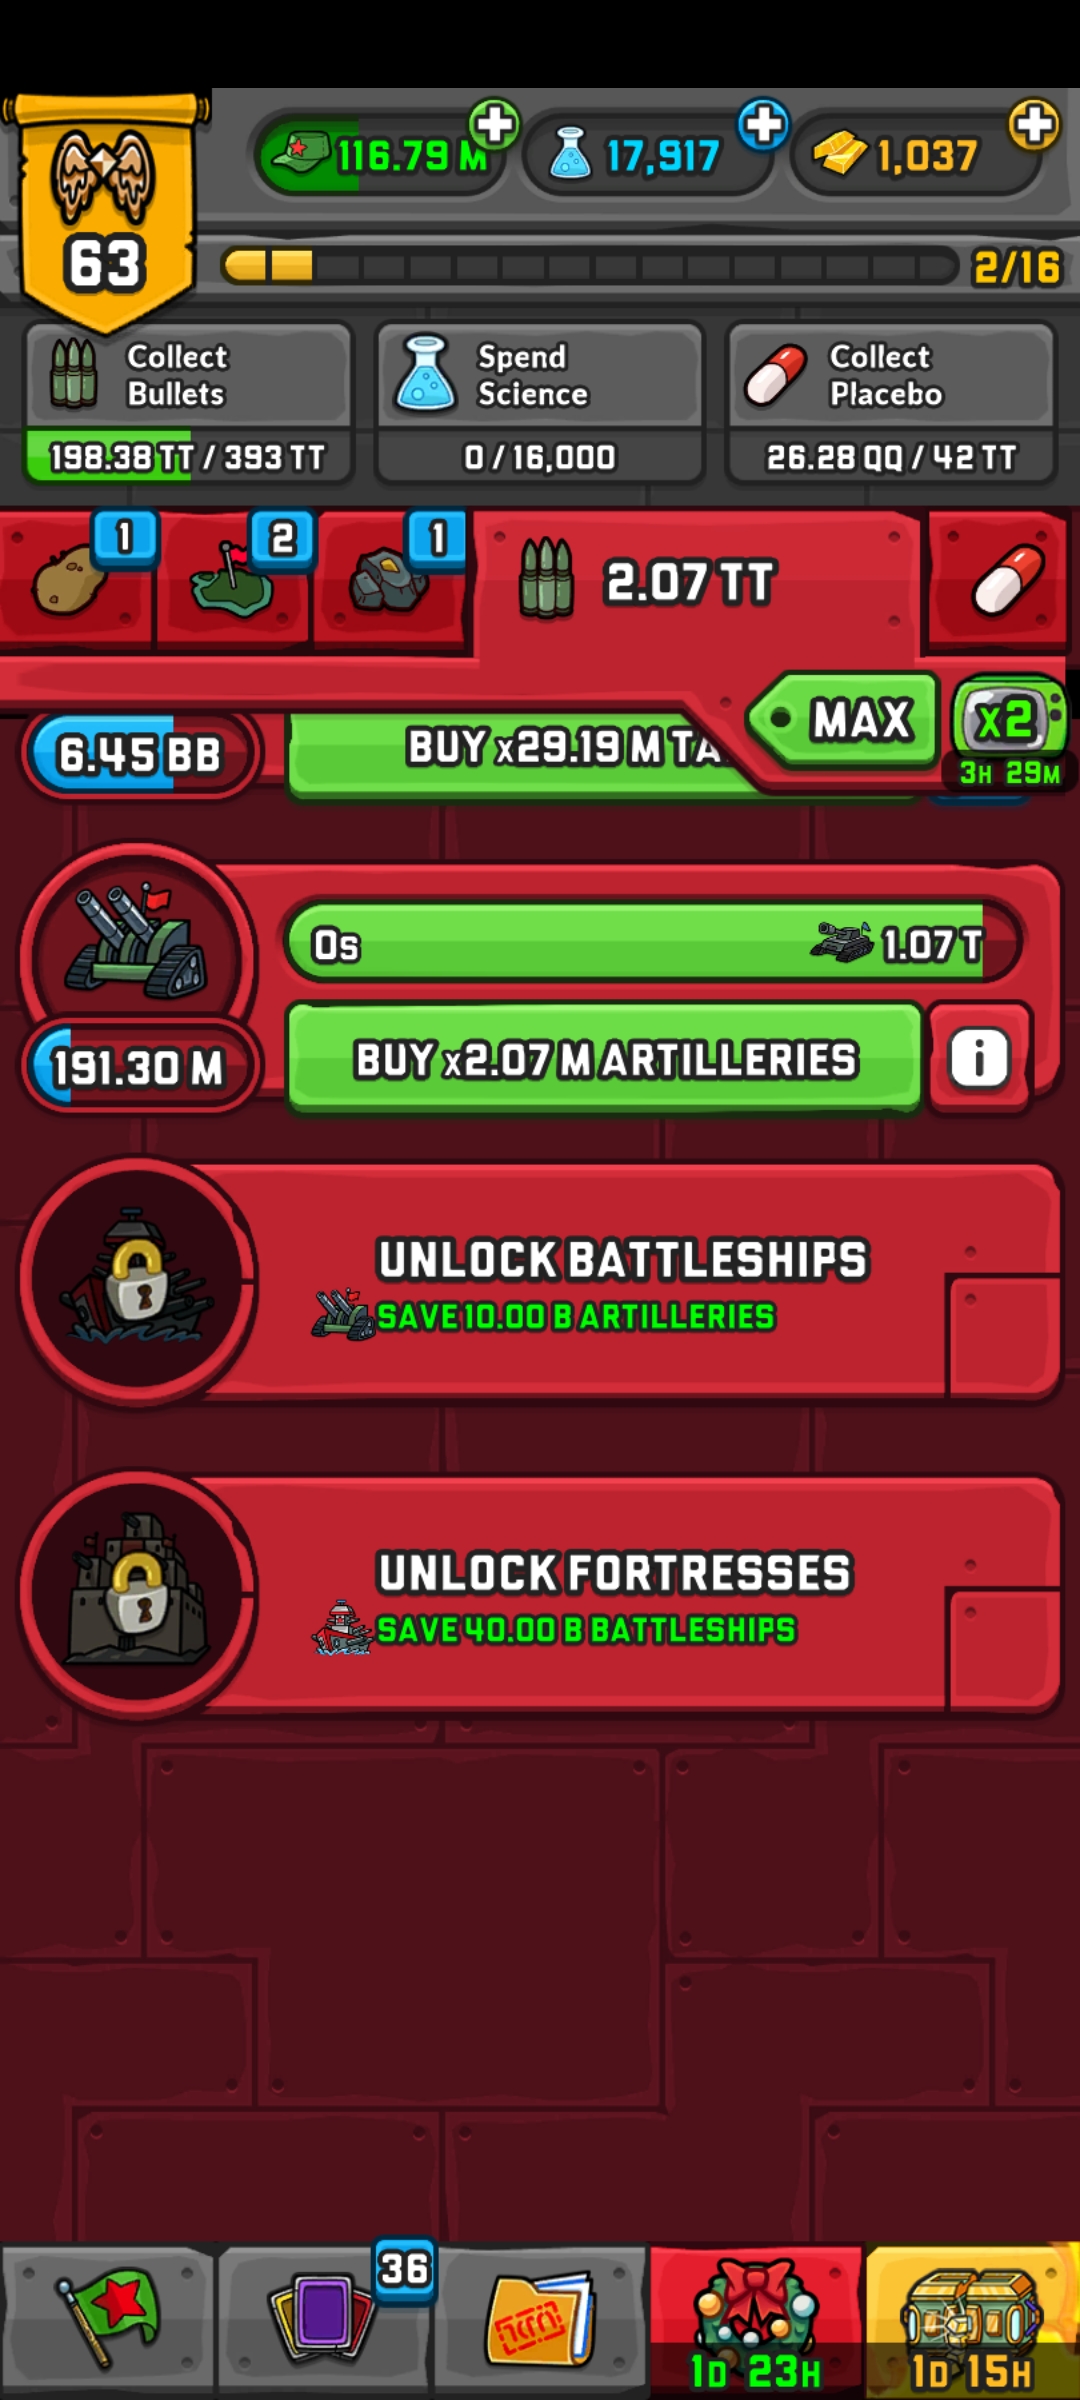 116.79 M
17,917
1,037
63
2/16
Collect
Bullets
198.38 TT / 393 TT
Spend
Science
0 / 16,000
Collect
Placebo
26.28 QQ / 42 TT
1
2
1
2.07 TT
MAX
x2
3H 29M
6.45 BB
BUY x29.19 M TA
0s
1.07 T
191.30 M
BUY x2.07 M ARTILLERIES
i
UNLOCK BATTLESHIPS
SAVE 10.00 B ARTILLERIES
UNLOCK FORTRESSES
SAVE 40.00 B BATTLESHIPS
36
1D 23H
1D 15H